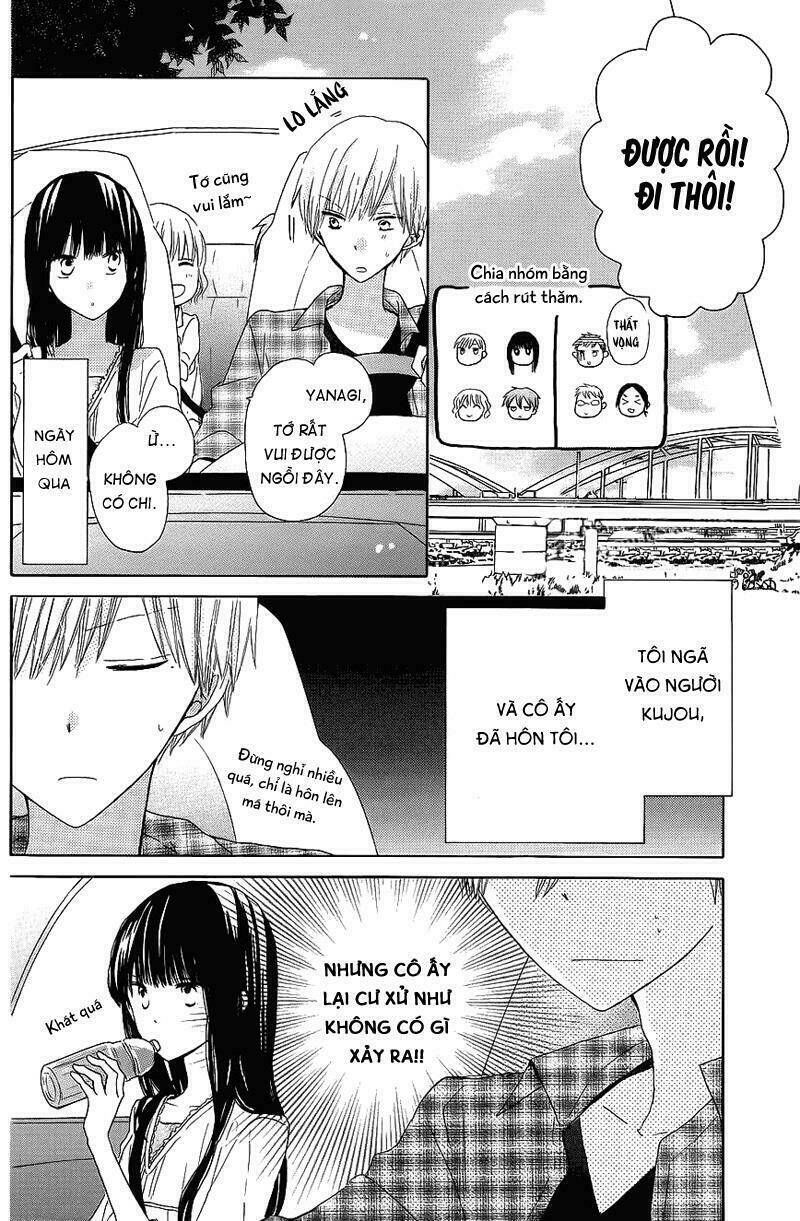 ĐƯỢC RỒI!
ĐI THÔI!
Chia nhóm bằng
cách rút thăm.
THẤT
VỌNG
LO LẮNG
Tớ cũng
vui lắm~
YANAGI,
TỚ RẤT
VUI ĐƯỢC
NGỒI ĐÂY.
Ừ...
KHÔNG
CÓ CHI.
NGÀY
HÔM
QUA
TÔI NGÃ
VÀO NGƯỜI
KUJOU,
VÀ CÔ ẤY
ĐÃ HÔN TÔI...
Đừng nghĩ nhiều
quá, chỉ là hôn lên
má thôi mà.
NHƯNG CÔ ẤY
LẠI CƯ XỬ NHƯ
KHÔNG CÓ GÌ
XẢY RA!!
Khát quá